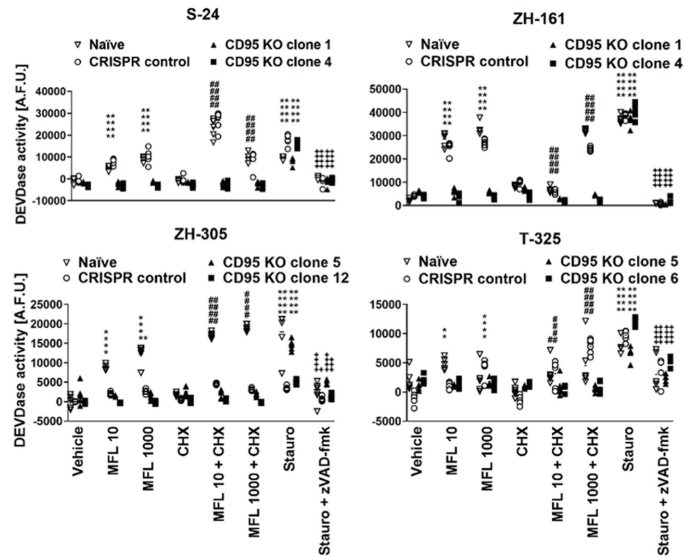 S-24
Naïve
CD95 KO clone 1
CRISPR control
CD95 KO clone 4
DEVDase activity [A.F.U.]
40000
30000
20000
10000
0
-10000
ZH-161
Naïve
CD95 KO clone 1
CRISPR control
CD95 KO clone 4
50000
40000
30000
20000
10000
0
ZH-305
Naïve
CD95 KO clone 5
CRISPR control
CD95 KO clone 12
DEVDase activity [A.F.U.]
25000
20000
15000
10000
5000
0
-5000
Vehicle
MFL 10
MFL 1000
CHX
MFL 10 + CHX
MFL 1000 + CHX
Stauro
Stauro + zVAD-fmk
T-325
Naïve
CD95 KO clone 5
CRISPR control
CD95 KO clone 6
15000
10000
5000
0
-5000
Vehicle
MFL 10
MFL 1000
CHX
MFL 10 + CHX
MFL 1000 + CHX
Stauro
Stauro + zVAD-fmk